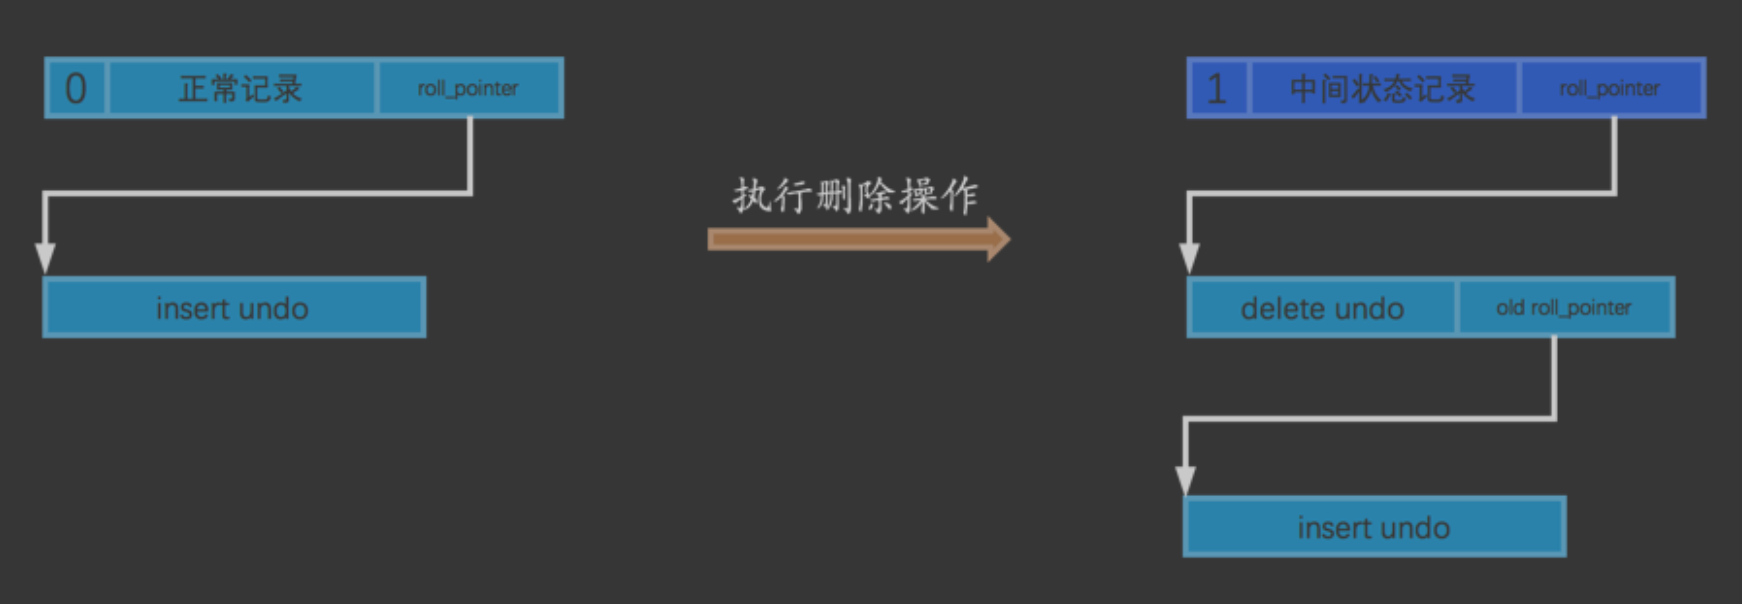 0 正常记录 roll_pointer
1 中间状态记录 roll_pointer
执行删除操作
insert undo
delete undo old roll_pointer
insert undo